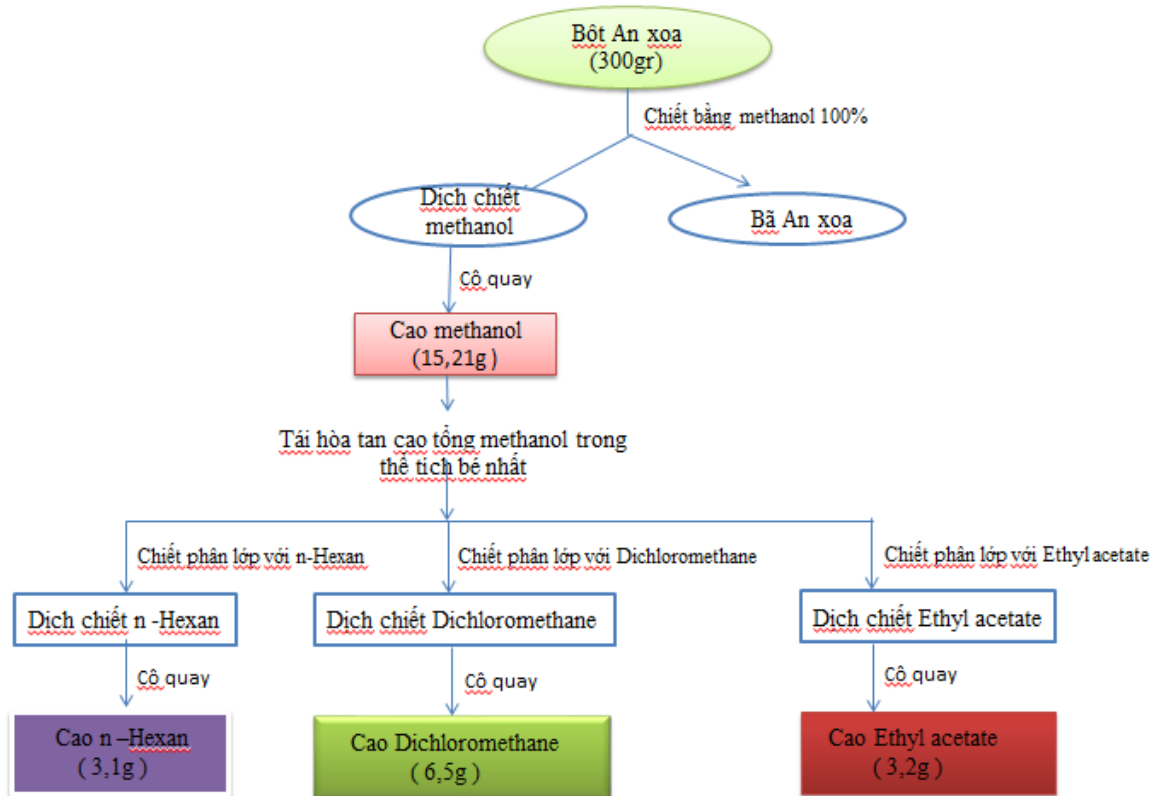 Bột An xoa
(300gr)
Chiết bằng methanol 100%
Dịch chiết
methanol
Bã An xoa
Cô quay
Cao methanol
(15,21g )
Tái hòa tan cao tổng methanol trong
thể tích bé nhất
Chiết phân lớp với n-Hexan
Chiết phân lớp với Dichloromethane
Chiết phân lớp với Ethyl acetate
Dịch chiết n -Hexan
Dịch chiết Dichloromethane
Dịch chiết Ethyl acetate
Cô quay
Cô quay
Cô quay
Cao n –Hexan
( 3,1g )
Cao Dichloromethane
( 6,5g )
Cao Ethyl acetate
( 3,2g )